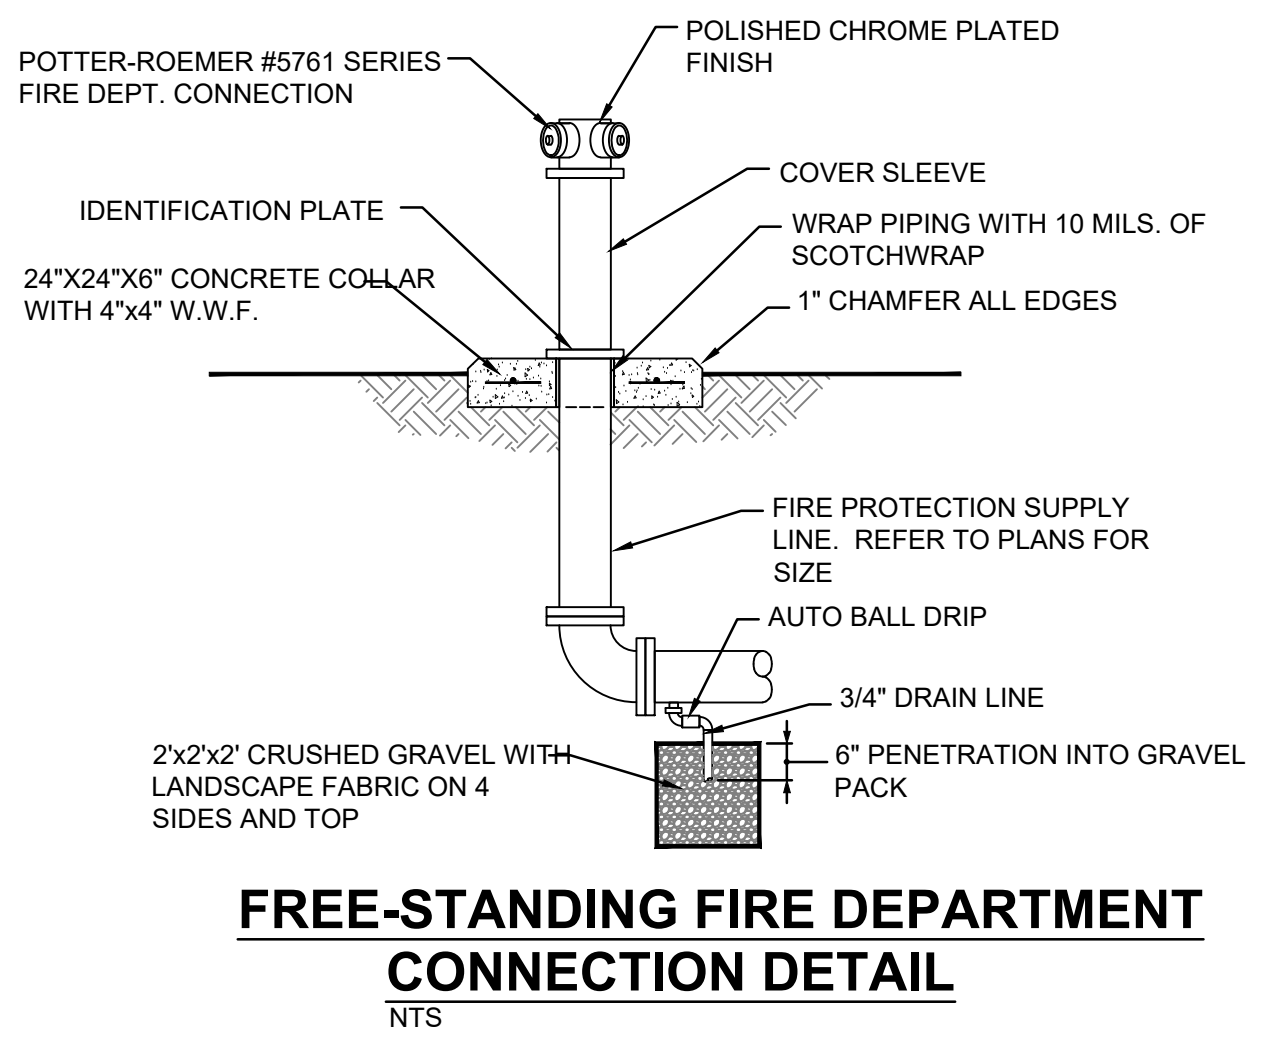 POLISHED CHROME PLATED
FINISH
POTTER-ROEMER #5761 SERIES
FIRE DEPT. CONNECTION
COVER SLEEVE
IDENTIFICATION PLATE
WRAP PIPING WITH 10 MILS. OF
SCOTCHWRAP
24"X24"X6" CONCRETE COLLAR
WITH 4"x4" W.W.F.
1" CHAMFER ALL EDGES
FIRE PROTECTION SUPPLY
LINE.  REFER TO PLANS FOR
SIZE
AUTO BALL DRIP
3/4" DRAIN LINE
2'x2'x2' CRUSHED GRAVEL WITH
LANDSCAPE FABRIC ON 4
SIDES AND TOP
6" PENETRATION INTO GRAVEL
PACK
FREE-STANDING FIRE DEPARTMENT
CONNECTION DETAIL
NTS